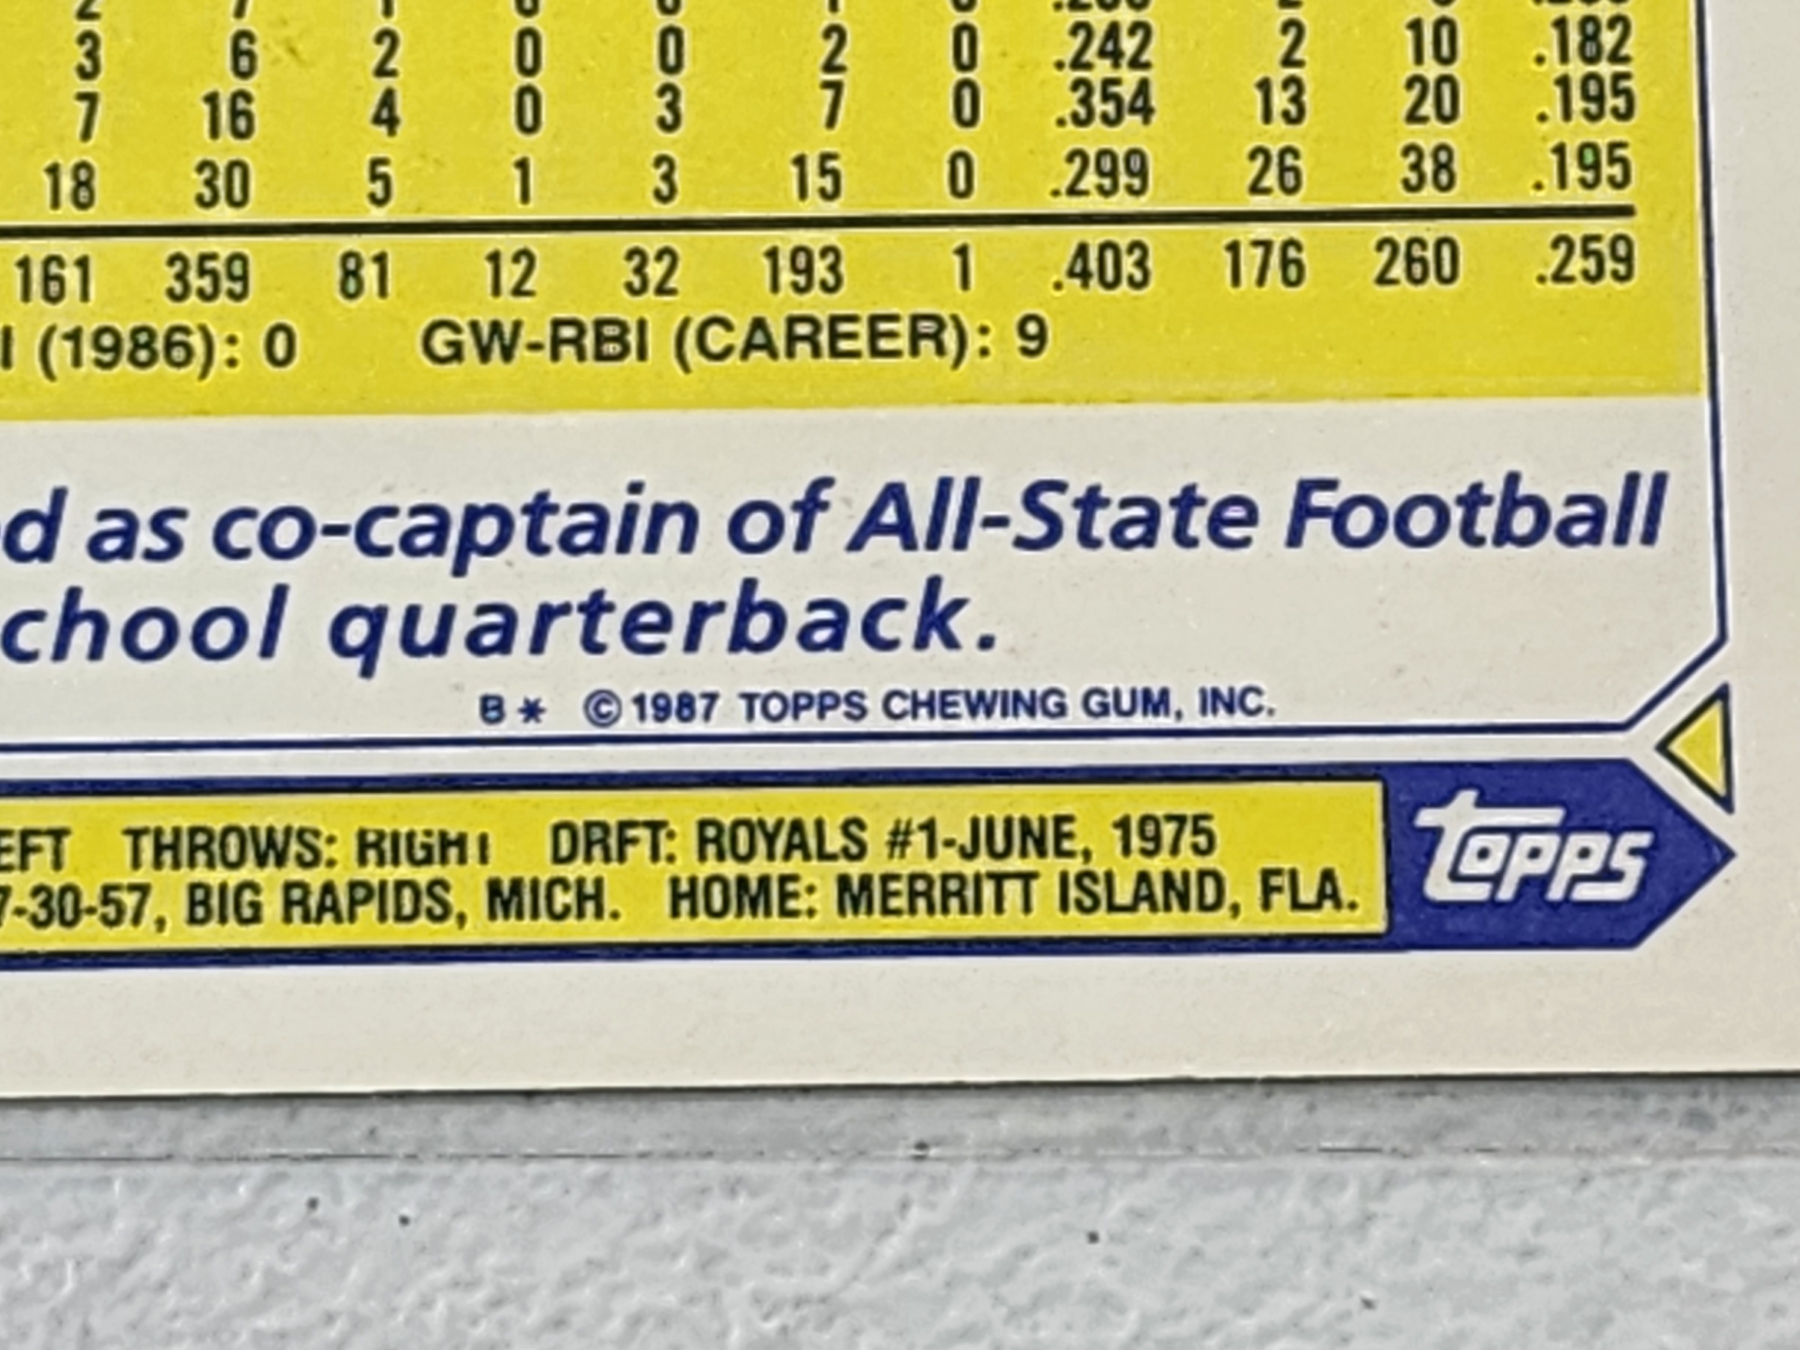 3 6 2 0 0 2 0 .242 2 10 .182
7 16 4 0 3 7 0 .354 13 20 .195
18 30 5 1 3 15 0 .299 26 38 .195
161 359 81 12 32 193 1 .403 176 260 .259
I (1986): 0 GW-RBI (CAREER): 9
d as co-captain of All-State Football
chool quarterback.
B* ©1987 TOPPS CHEWING GUM, INC.
EFT THROWS: RIGHT DRFT: ROYALS #1-JUNE, 1975
7-30-57, BIG RAPIDS, MICH. HOME: MERRITT ISLAND, FLA.
topps